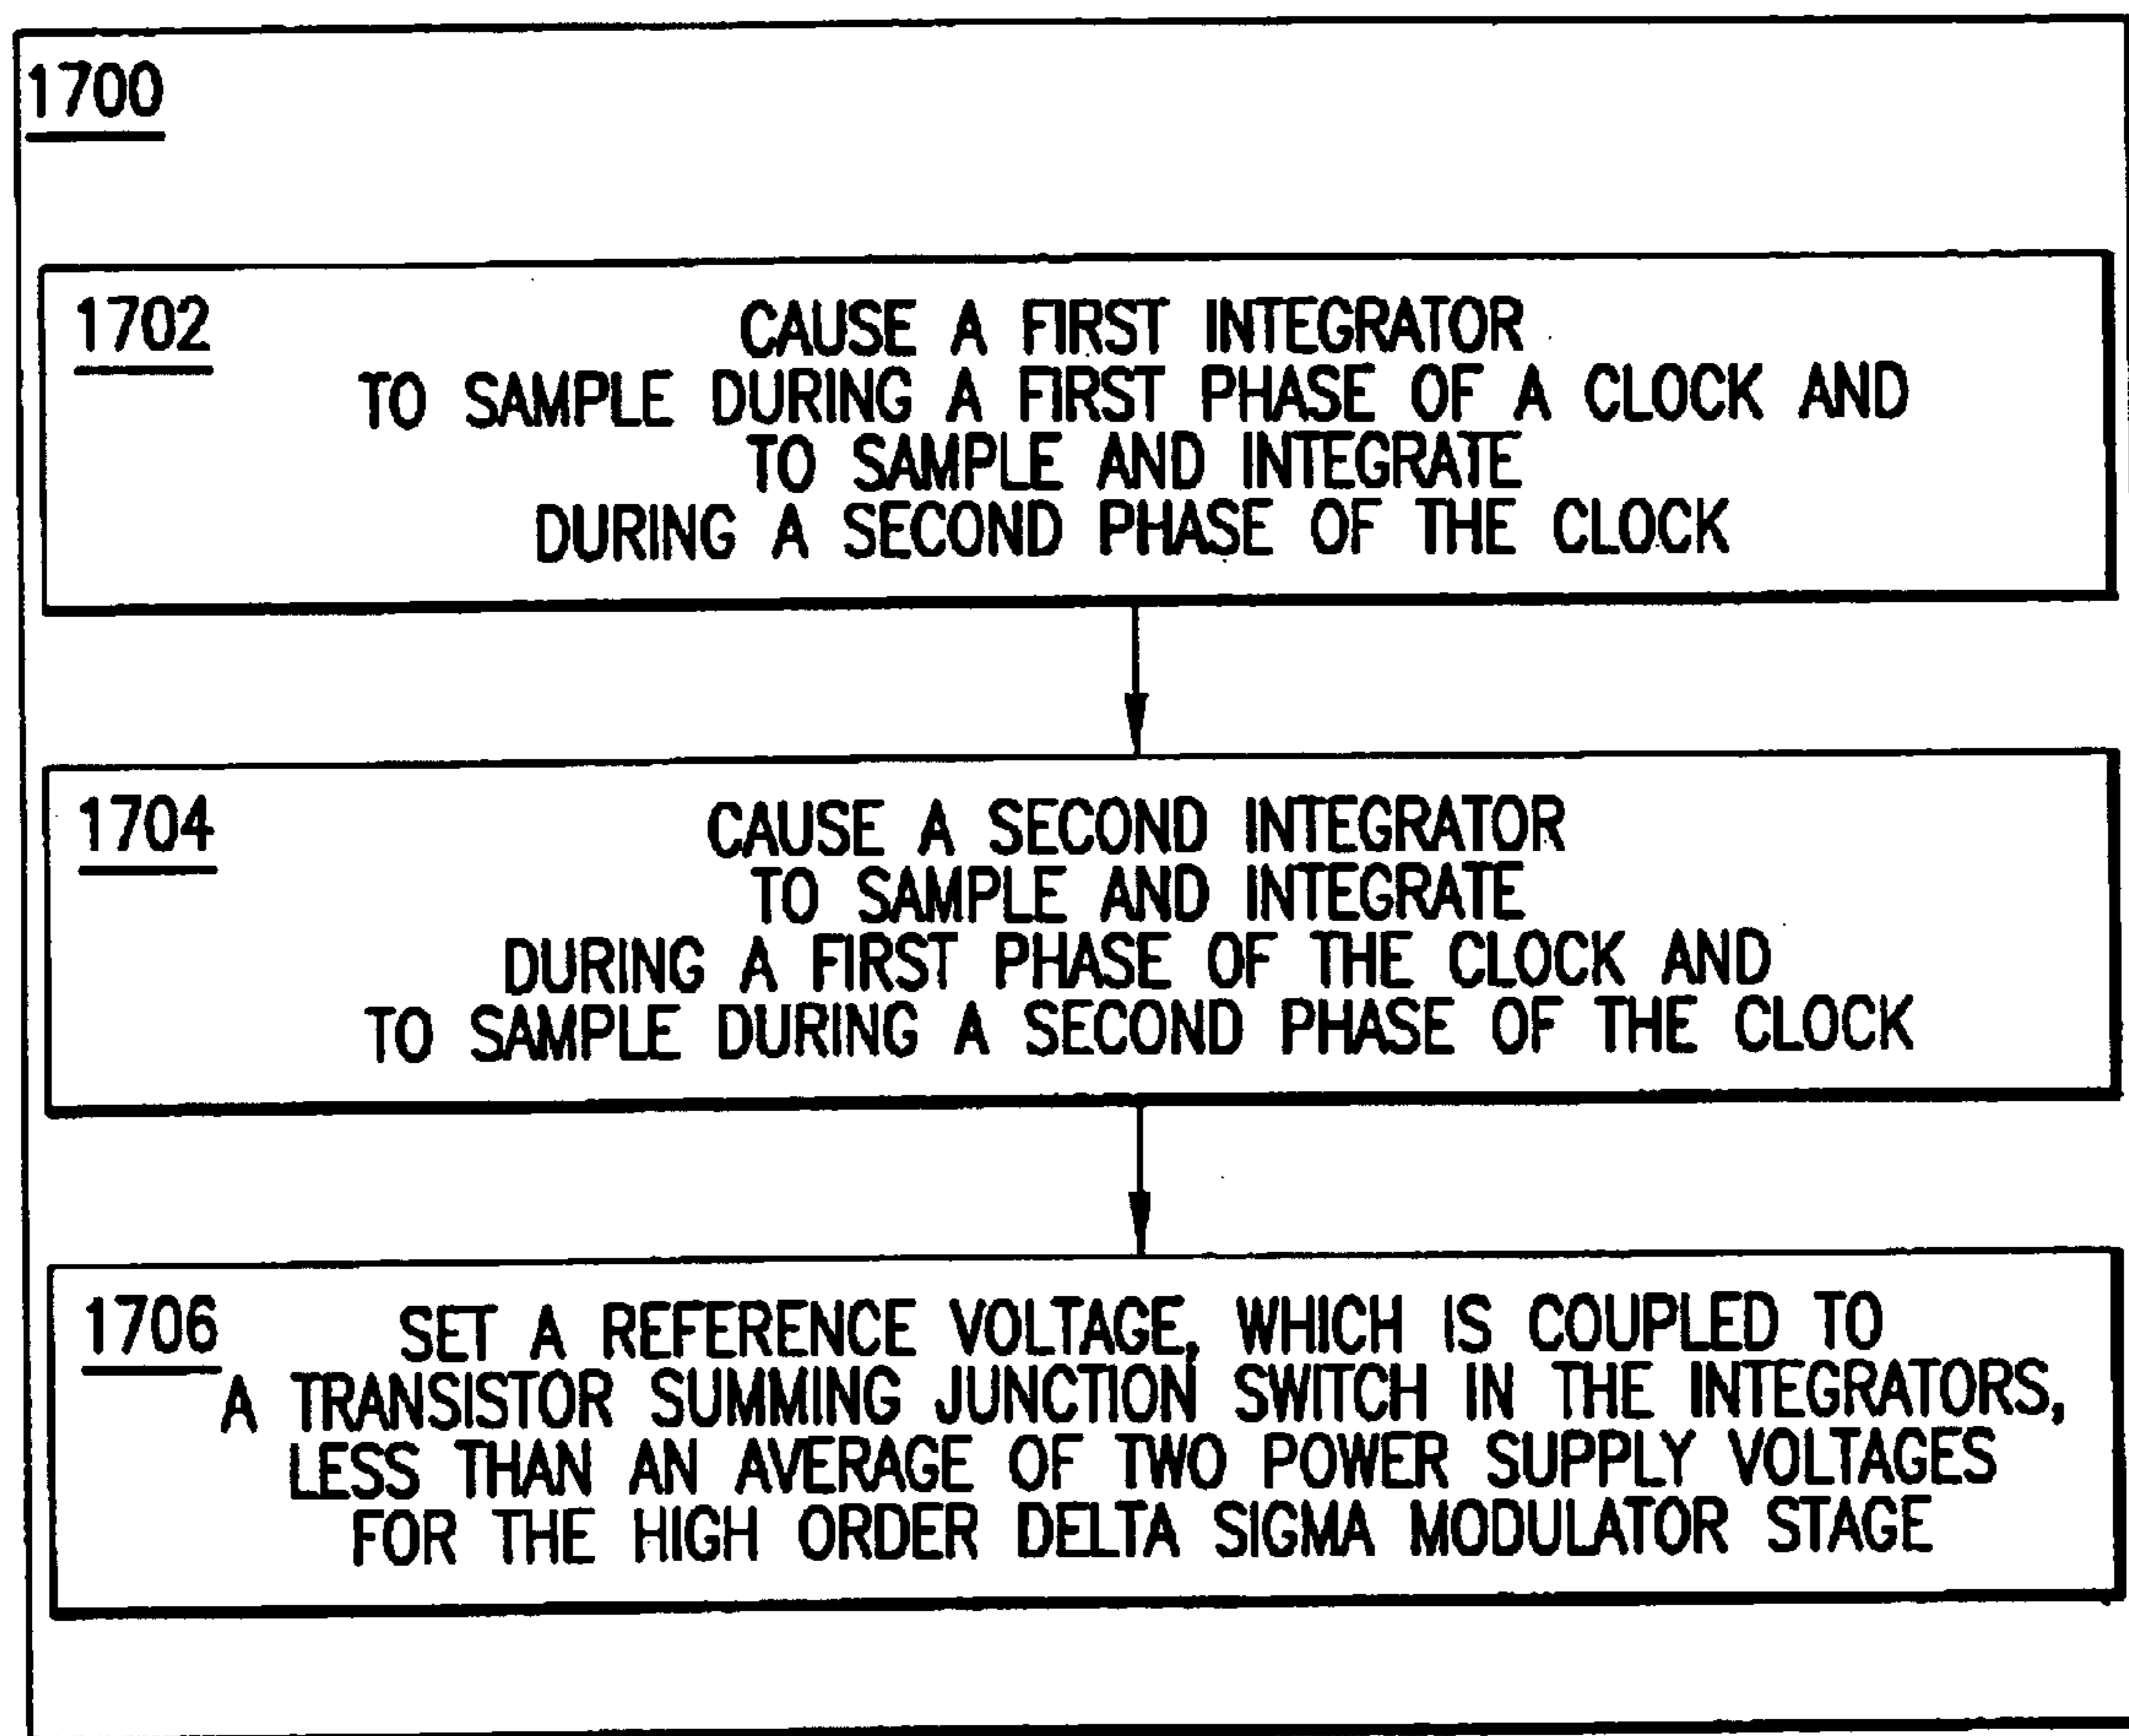 1700
1702
CAUSE A FIRST INTEGRATOR
TO SAMPLE DURING A FIRST PHASE OF A CLOCK AND
TO SAMPLE AND INTEGRATE
DURING A SECOND PHASE OF THE CLOCK
1704
CAUSE A SECOND INTEGRATOR
TO SAMPLE AND INTEGRATE
DURING A FIRST PHASE OF THE CLOCK AND
TO SAMPLE DURING A SECOND PHASE OF THE CLOCK
1706
SET A REFERENCE VOLTAGE, WHICH IS COUPLED TO
A TRANSISTOR SUMMING JUNCTION SWITCH IN THE INTEGRATORS,
LESS THAN AN AVERAGE OF TWO POWER SUPPLY VOLTAGES
FOR THE HIGH ORDER DELTA SIGMA MODULATOR STAGE